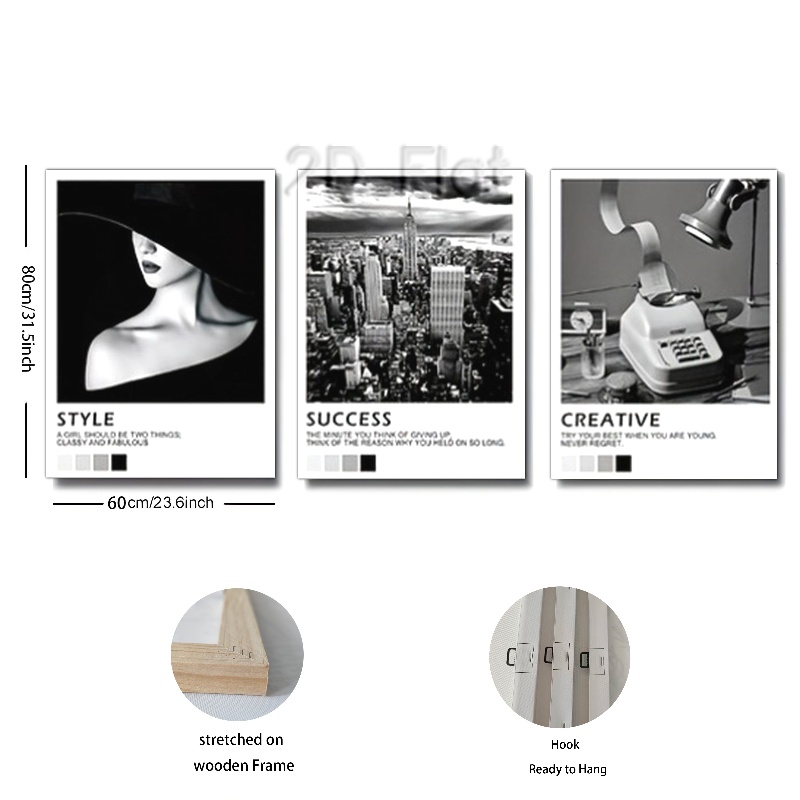 2D Flat
80cm/31.5inch
STYLE
A GIRL SHOULD BE TWO THINGS;
CLASSY AND FABULOUS
SUCCESS
THE MINUTE YOU THINK OF GIVING UP.
THINK OF THE REASON WHY YOU HELD ON SO LONG.
CREATIVE
TRY YOUR BEST WHEN YOU ARE YOUNG.
NEVER REGRET.
60cm/23.6inch
stretched on
wooden Frame
Hook
Ready to Hang